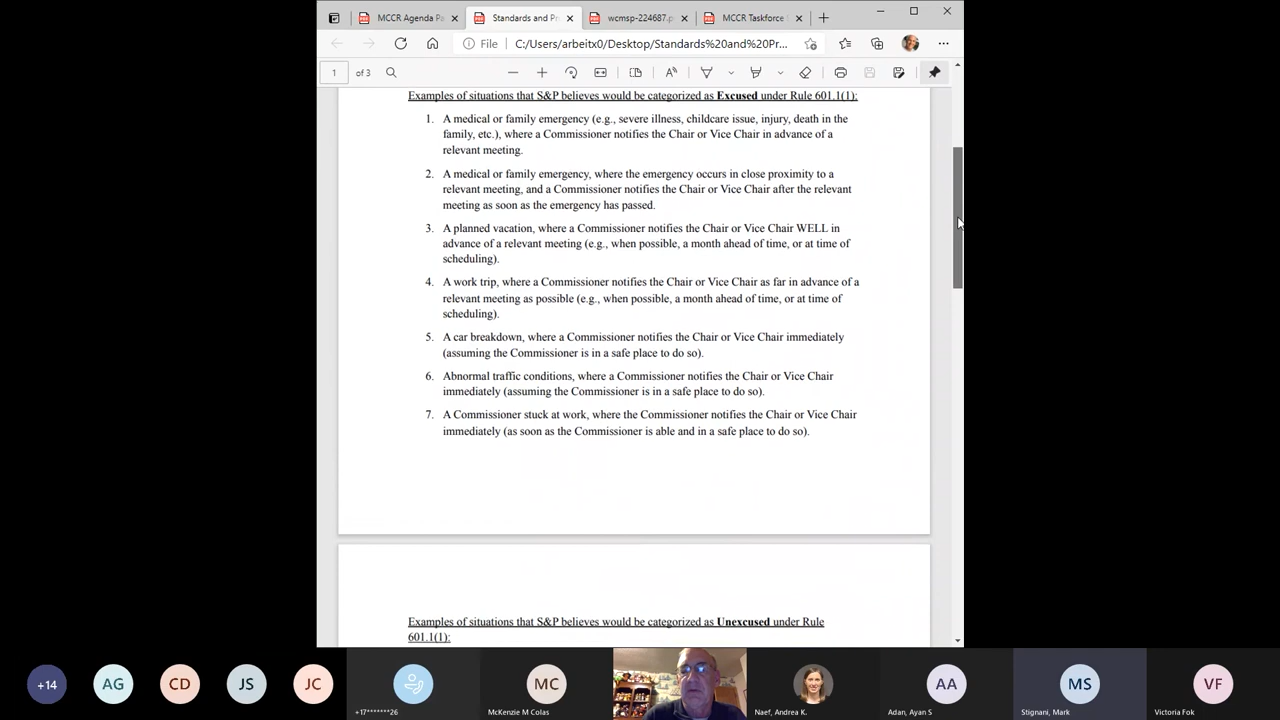 MCCR Agenda Pa
Standards and Pr
wcmsp-224687.p
MCCR Taskforce
File
C:/Users/arbeitx0/Desktop/Standards%20and%20Pr...
1 of 3
Examples of situations that S&P believes would be categorized as Excused under Rule 601.1(1):
1. A medical or family emergency (e.g., severe illness, childcare issue, injury, death in the
family, etc.), where a Commissioner notifies the Chair or Vice Chair in advance of a
relevant meeting.
2. A medical or family emergency, where the emergency occurs in close proximity to a
relevant meeting, and a Commissioner notifies the Chair or Vice Chair after the relevant
meeting as soon as the emergency has passed.
3. A planned vacation, where a Commissioner notifies the Chair or Vice Chair WELL in
advance of a relevant meeting (e.g., when possible, a month ahead of time, or at time of
scheduling).
4. A work trip, where a Commissioner notifies the Chair or Vice Chair as far in advance of a
relevant meeting as possible (e.g., when possible, a month ahead of time, or at time of
scheduling).
5. A car breakdown, where a Commissioner notifies the Chair or Vice Chair immediately
(assuming the Commissioner is in a safe place to do so).
6. Abnormal traffic conditions, where a Commissioner notifies the Chair or Vice Chair
immediately (assuming the Commissioner is in a safe place to do so).
7. A Commissioner stuck at work, where the Commissioner notifies the Chair or Vice Chair
immediately (as soon as the Commissioner is able and in a safe place to do so).
Examples of situations that S&P believes would be categorized as Unexcused under Rule
601.1(1):
+14
AG
CD
JS
JC
MC
AA
MS
VF
+17*******26
McKenzie M Colas
Naef, Andrea K.
Adan, Ayan S
Stignani, Mark
Victoria Fok